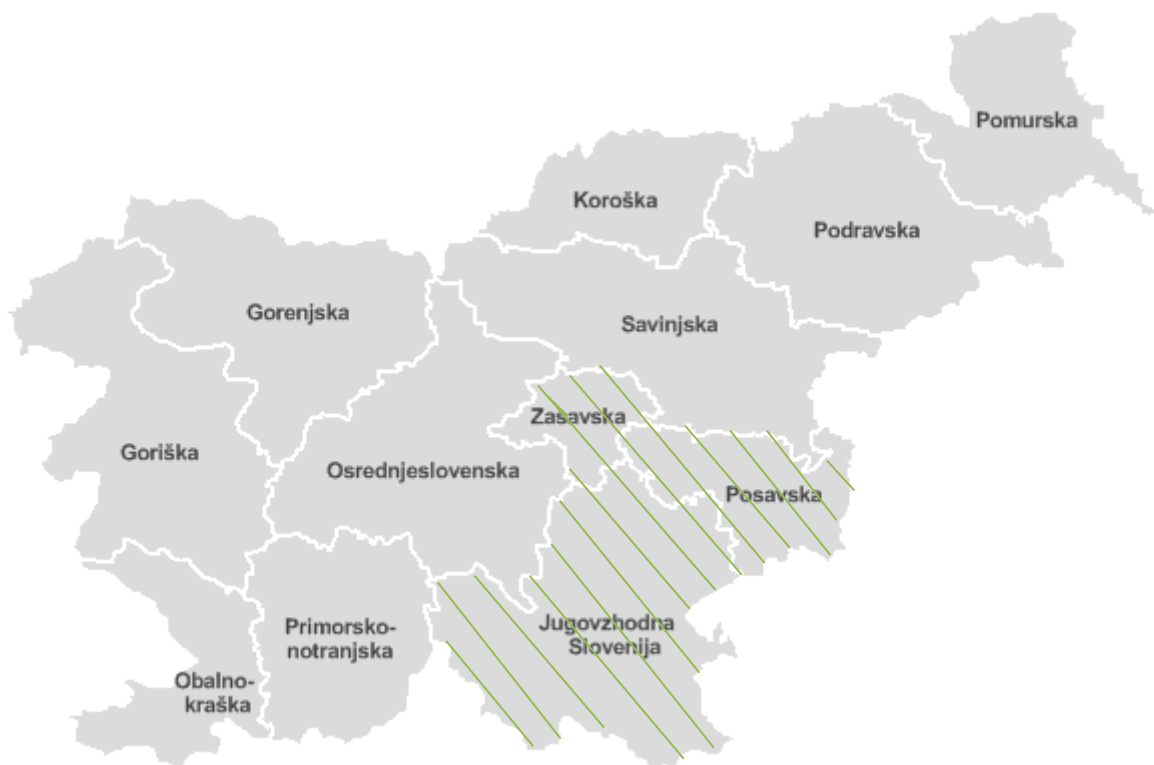 Pomurska
Koroška
Podravska
Gorenjska
Savinjska
Zasavska
Goriška
Osrednjeslovenska
Posavska
Jugovzhodna
Slovenija
Primorsko-
notranjska
Obalno-
kraška